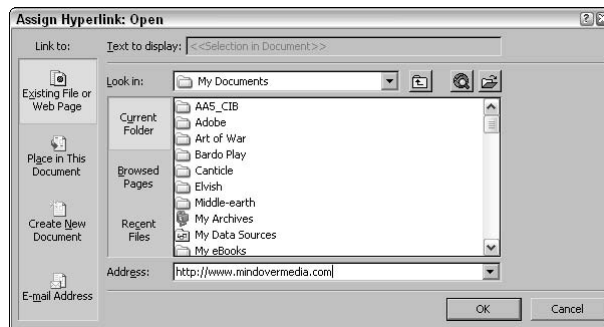 Assign Hyperlink: Open
Link to:
Text to display: <<Selection in Document>>
Existing File or
Web Page
Place in This
Document
Create New
Document
E-mail Address
Look in: My Documents
Current
Folder
Browsed
Pages
Recent
Files
AA5_CIB
Adobe
Art of War
Bardo Play
Canticle
Elvish
Middle-earth
My Archives
My Data Sources
My eBooks
Address: http://www.mindovermedia.com
OK
Cancel